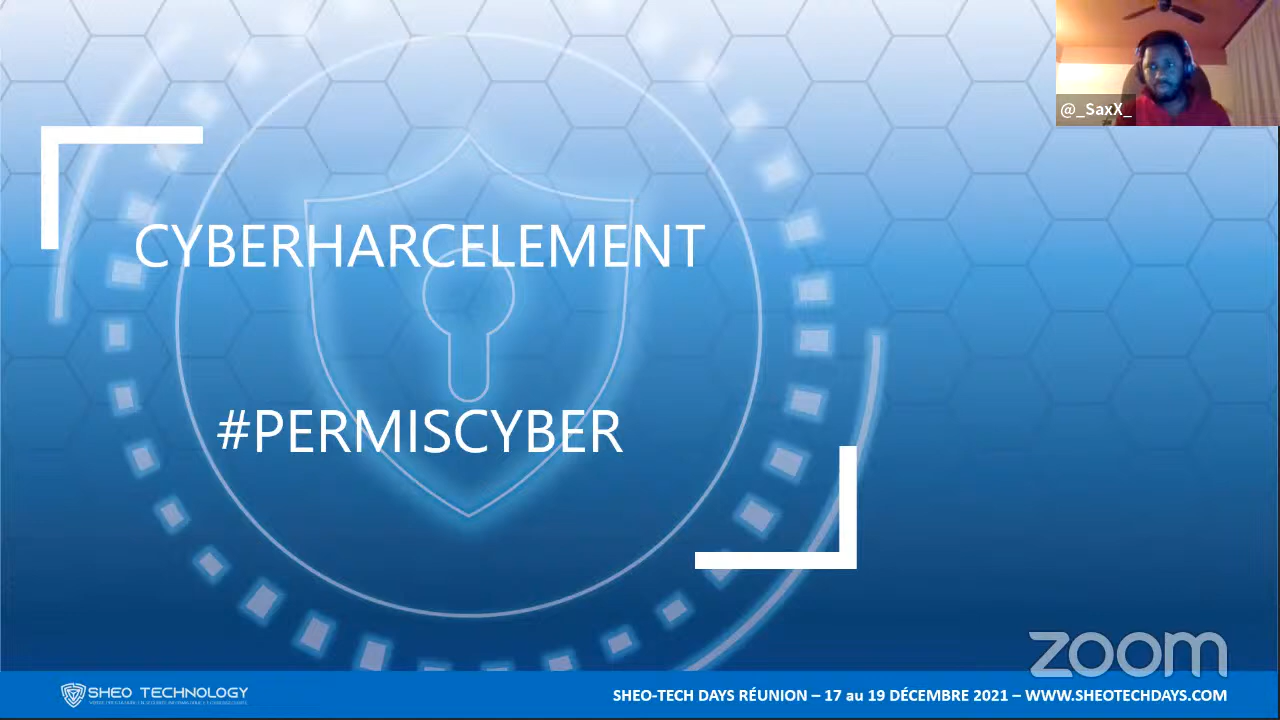 @_SaxX_
CYBERHARCELEMENT
#PERMISCYBER
zoom
SHEO TECHNOLOGY
SHEO-TECH DAYS RÉUNION – 17 au 19 DÉCEMBRE 2021 – WWW.SHEOTECHDAYS.COM